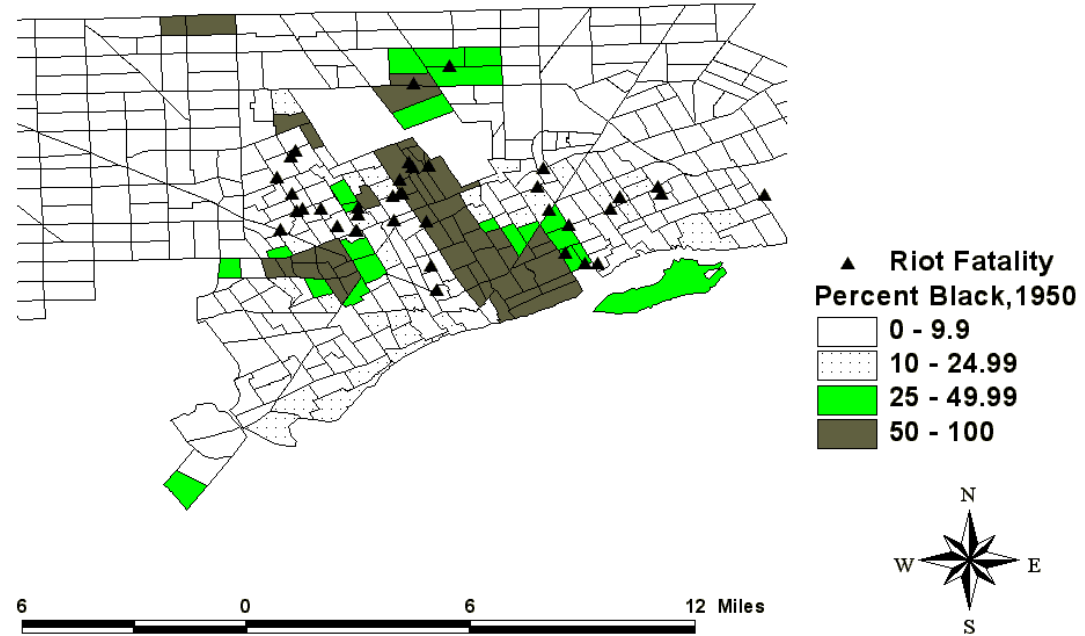 Riot Fatality
Percent Black,1950
0 - 9.9
10 - 24.99
25 - 49.99
50 - 100
N
W E
S
6 0 6 12 Miles